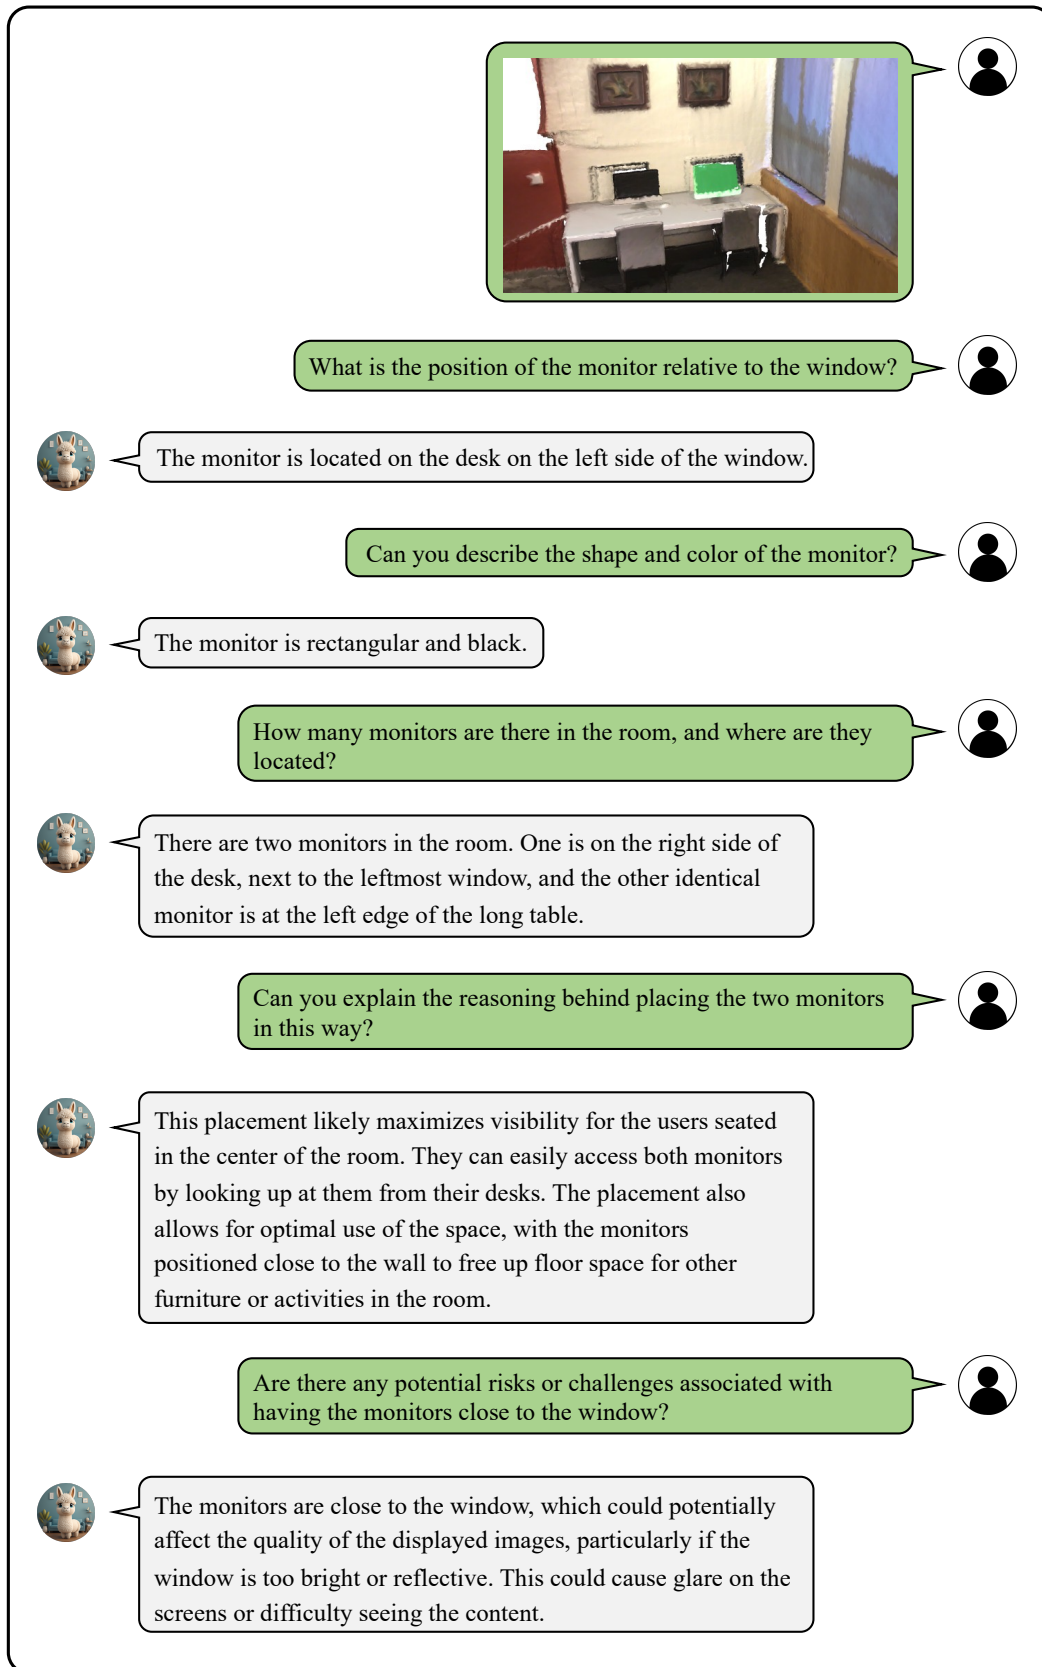 What is the position of the monitor relative to the window?
The monitor is located on the desk on the left side of the window.
Can you describe the shape and color of the monitor?
The monitor is rectangular and black.
How many monitors are there in the room, and where are they
located?
There are two monitors in the room. One is on the right side of
the desk, next to the leftmost window, and the other identical
monitor is at the left edge of the long table.
Can you explain the reasoning behind placing the two monitors
in this way?
This placement likely maximizes visibility for the users seated
in the center of the room. They can easily access both monitors
by looking up at them from their desks. The placement also
allows for optimal use of the space, with the monitors
positioned close to the wall to free up floor space for other
furniture or activities in the room.
Are there any potential risks or challenges associated with
having the monitors close to the window?
The monitors are close to the window, which could potentially
affect the quality of the displayed images, particularly if the
window is too bright or reflective. This could cause glare on the
screens or difficulty seeing the content.